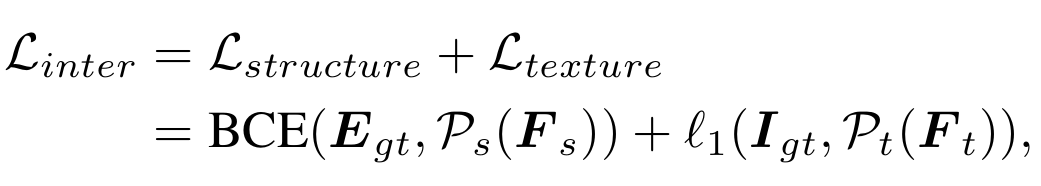 ℒ_{inter} = ℒ_{structure} + ℒ_{texture}
= BCE(𝑬_{gt}, 𝒫_s(𝑭_s)) + ℓ_1(𝑰_{gt}, 𝒫_t(𝑭_t)),